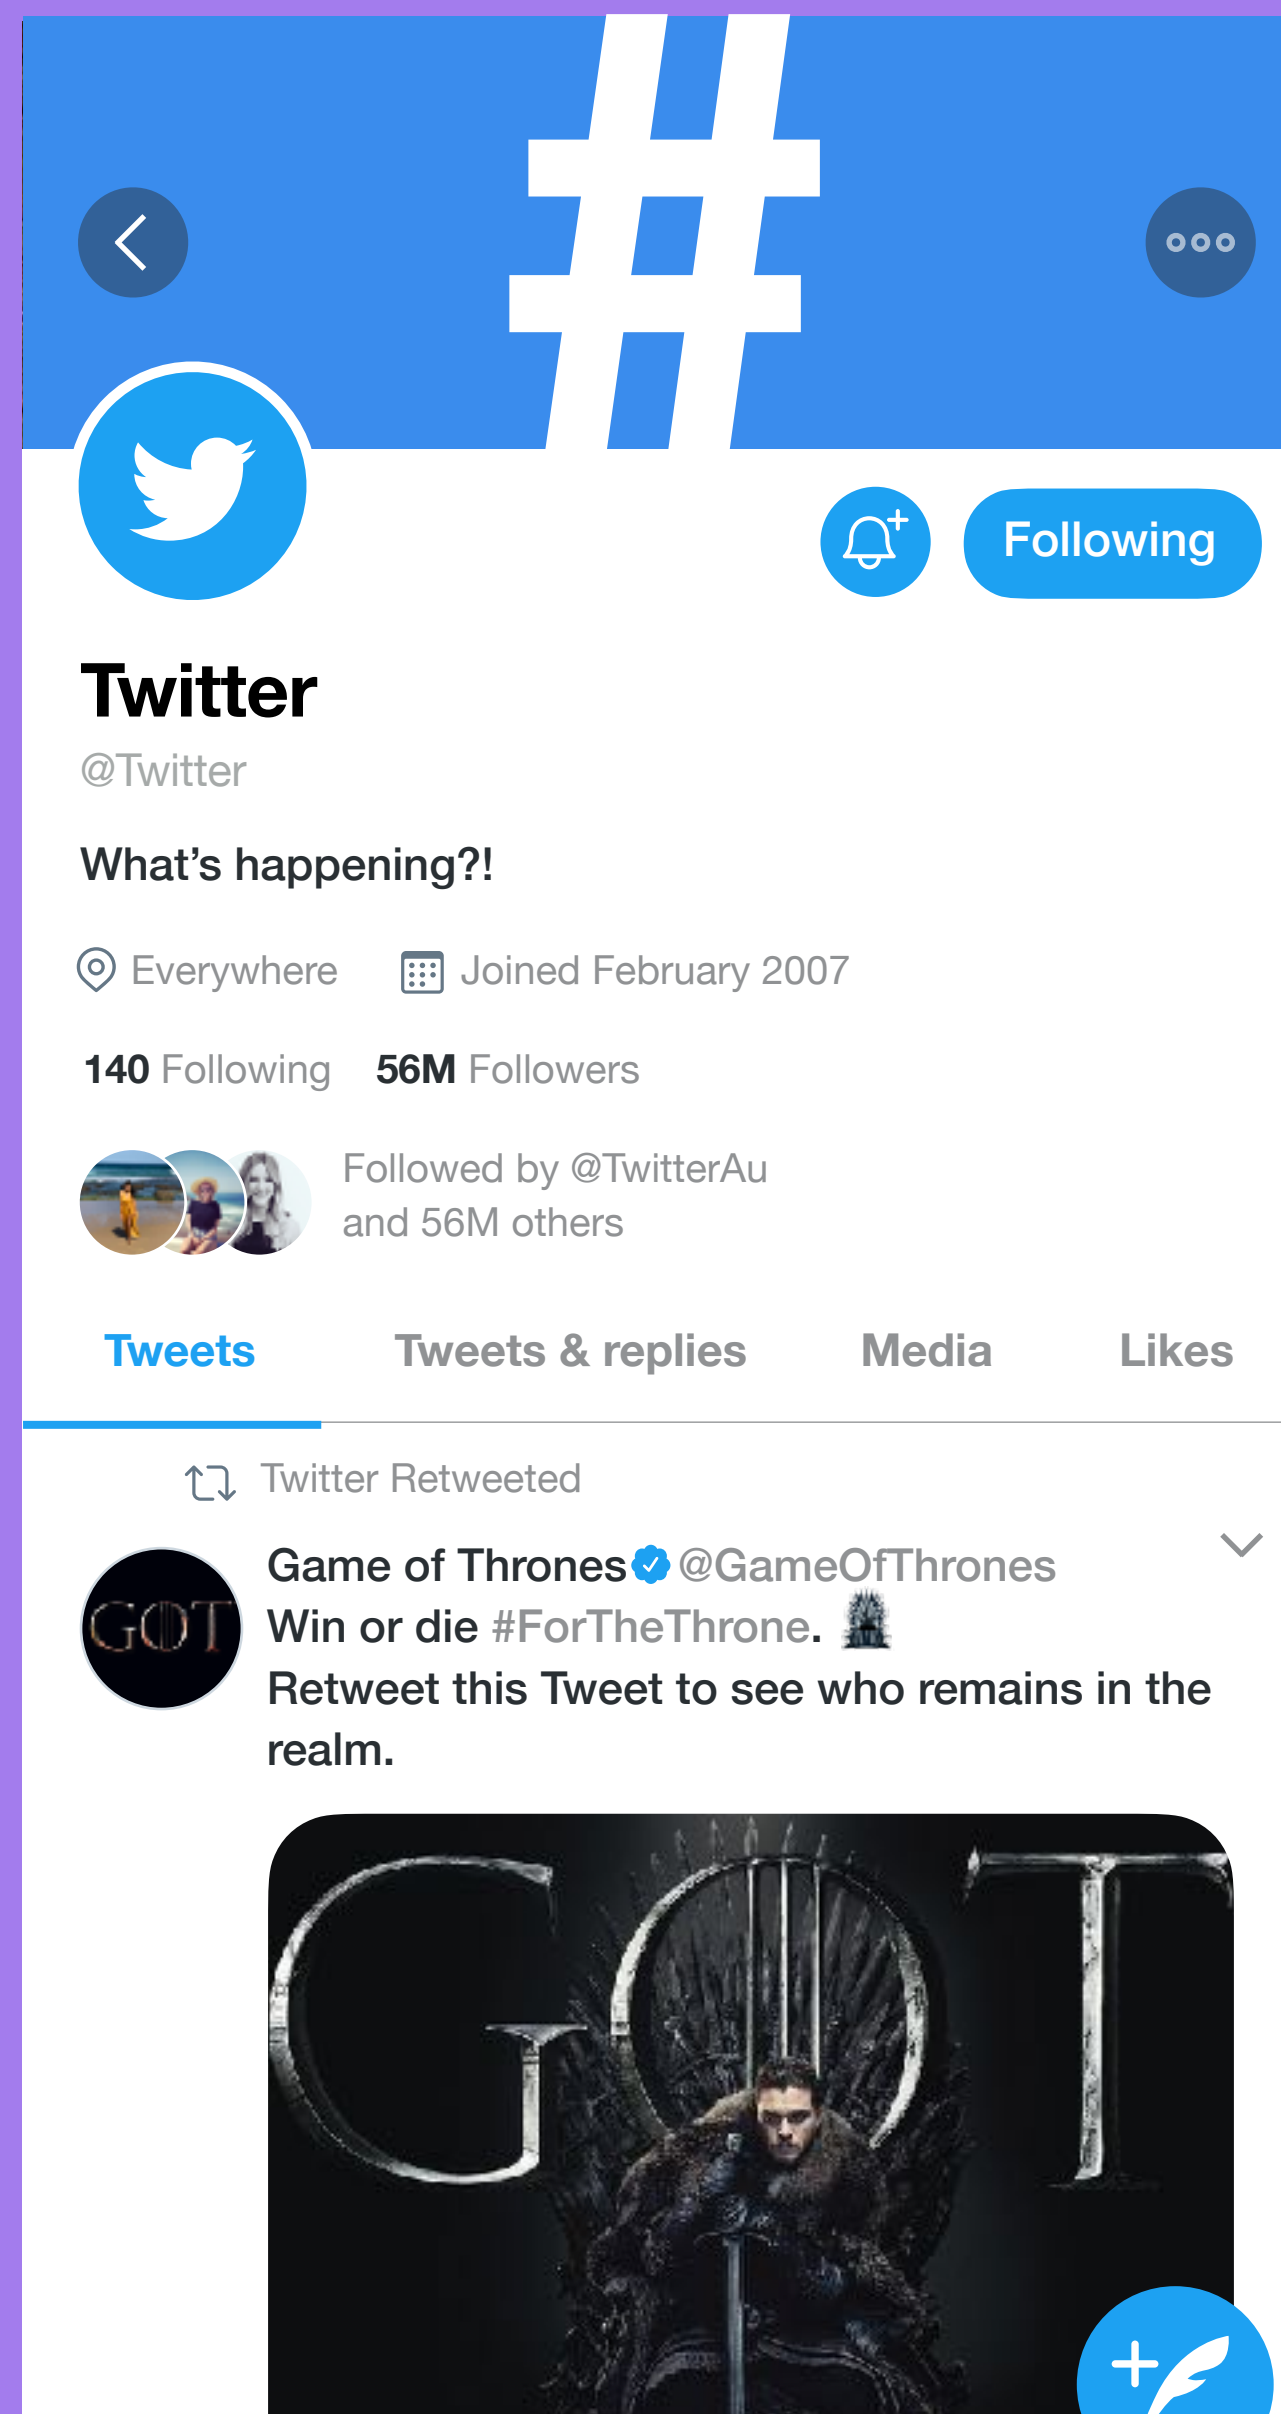 #
Following
Twitter
@Twitter
What’s happening?!
Everywhere Joined February 2007
140 Following 56M Followers
Followed by @TwitterAu
and 56M others
Tweets Tweets & replies Media Likes
Twitter Retweeted
Game of Thrones @GameOfThrones
GOT
Win or die #ForTheThrone.
Retweet this Tweet to see who remains in the
realm.
GOT